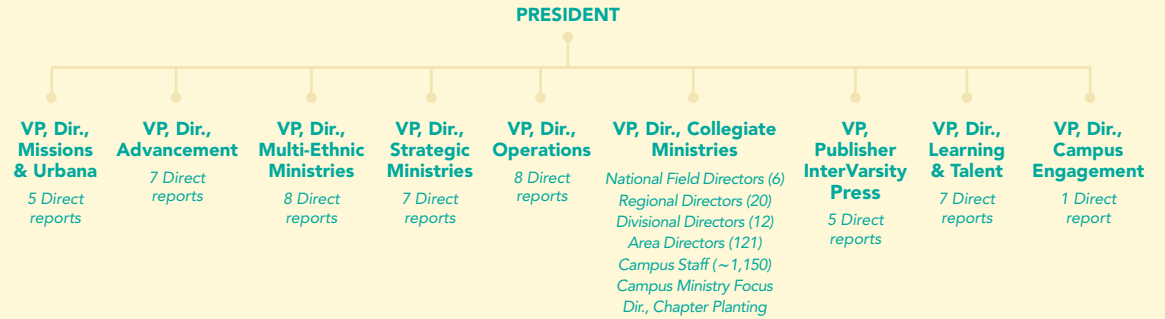 PRESIDENT
VP, Dir.,
Missions
& Urbana
5 Direct
reports
VP, Dir.,
Advancement
7 Direct
reports
VP, Dir.,
Multi-Ethnic
Ministries
8 Direct
reports
VP, Dir.,
Strategic
Ministries
7 Direct
reports
VP, Dir.,
Operations
8 Direct
reports
VP, Dir., Collegiate
Ministries
National Field Directors (6)
Regional Directors (20)
Divisional Directors (12)
Area Directors (121)
Campus Staff (~1,150)
Campus Ministry Focus
Dir., Chapter Planting
VP,
Publisher
InterVarsity
Press
5 Direct
reports
VP, Dir.,
Learning
& Talent
7 Direct
reports
VP, Dir.,
Campus
Engagement
1 Direct
report